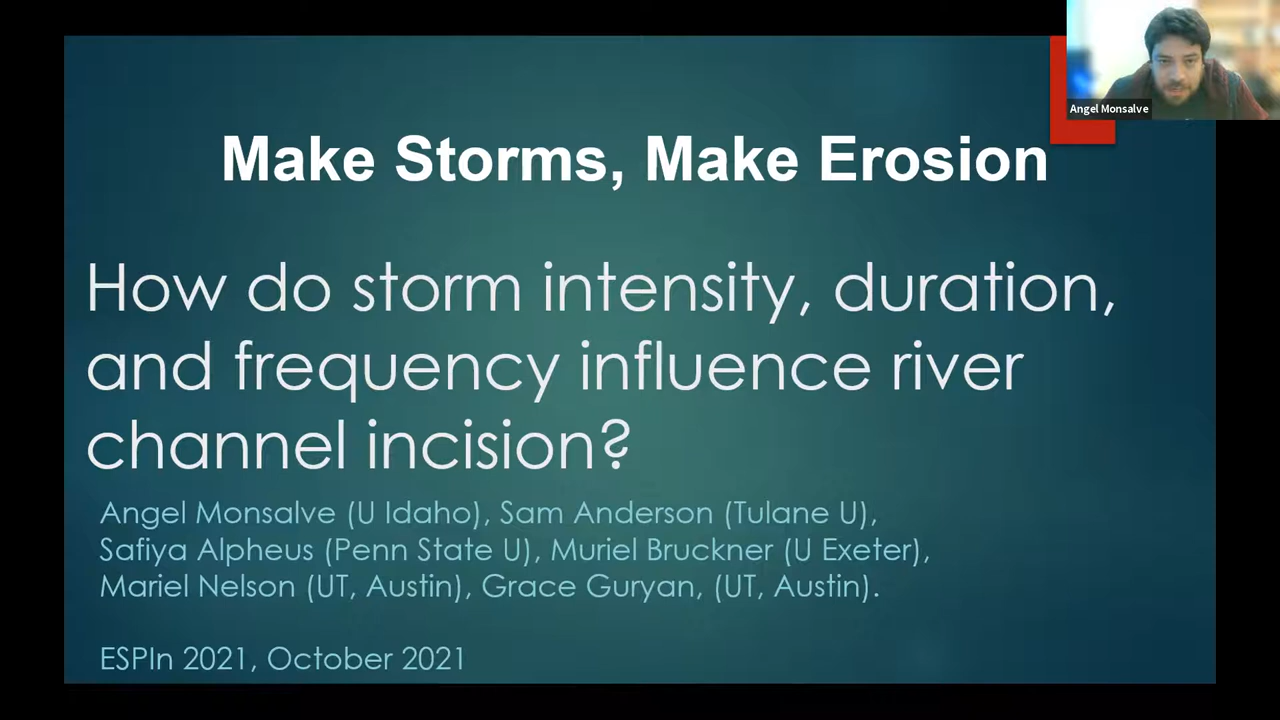 Angel Monsalve
Make Storms, Make Erosion
How do storm intensity, duration,
and frequency influence river
channel incision?
Angel Monsalve (U Idaho), Sam Anderson (Tulane U),
Safiya Alpheus (Penn State U), Muriel Bruckner (U Exeter),
Mariel Nelson (UT, Austin), Grace Guryan, (UT, Austin).
ESPIn 2021, October 2021